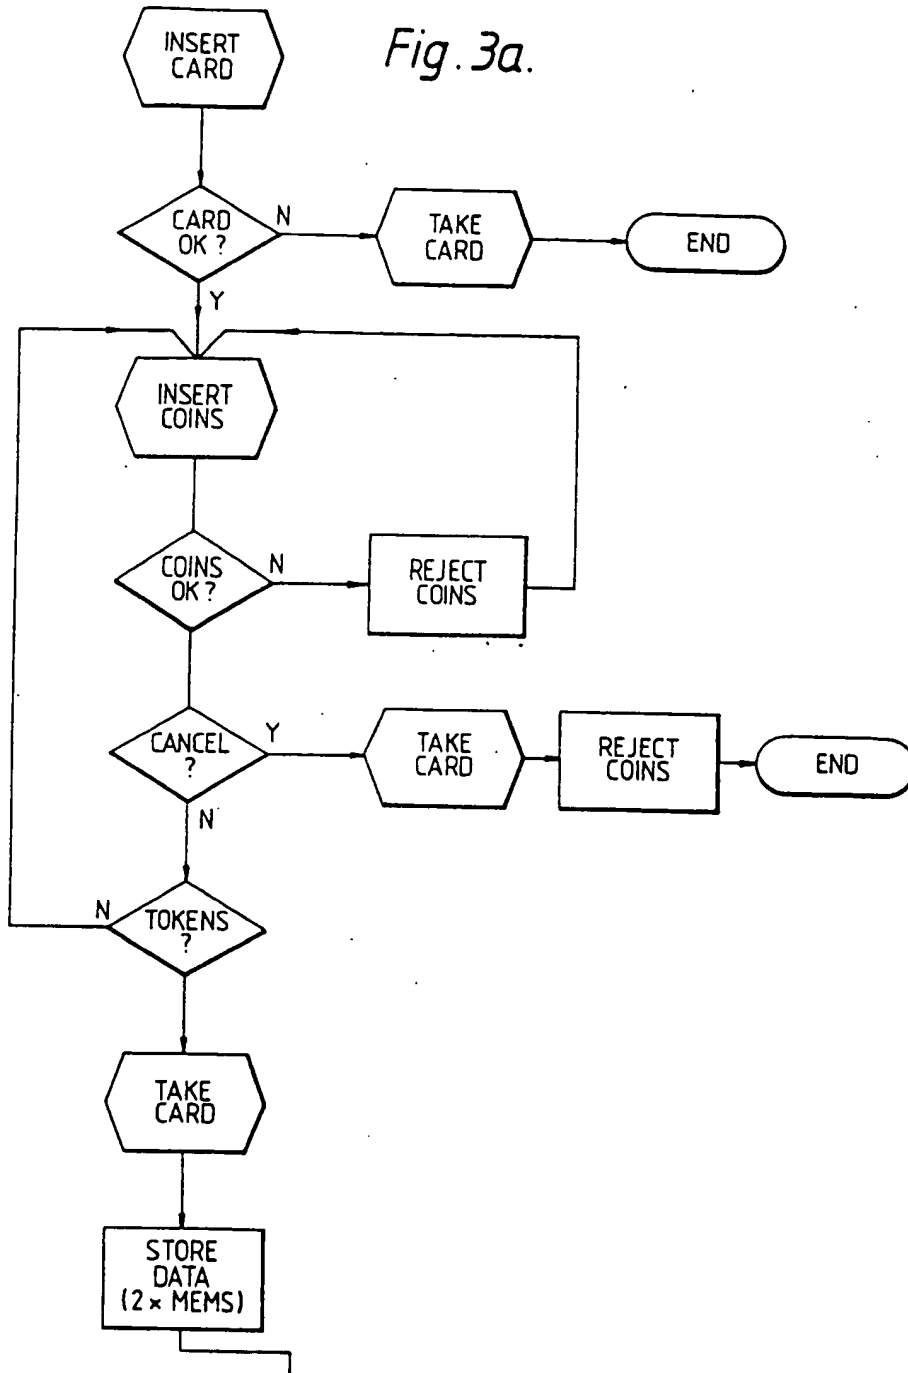 Fig. 3a.
INSERT
CARD
CARD
OK ?
N
TAKE
CARD
END
Y
INSERT
COINS
COINS
OK ?
N
REJECT
COINS
CANCEL
?
Y
TAKE
CARD
REJECT
COINS
END
N
TOKENS
?
N
TAKE
CARD
STORE
DATA
(2 x MEMS)